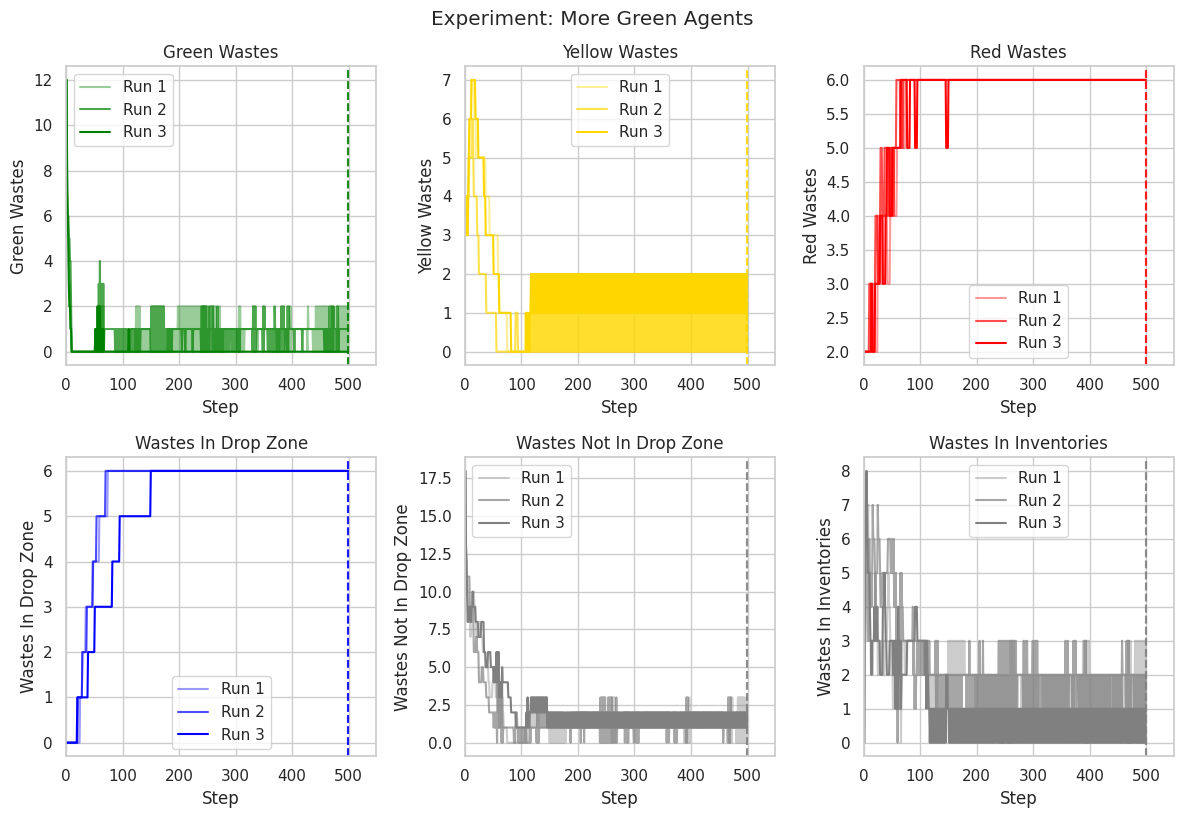 Experiment: More Green Agents
Green Wastes
Green Wastes
12
10
8
6
4
2
0
Run 1
Run 2
Run 3
0 100 200 300 400 500
Step
Yellow Wastes
Yellow Wastes
7
6
5
4
3
2
1
0
Run 1
Run 2
Run 3
0 100 200 300 400 500
Step
Red Wastes
Red Wastes
6.0
5.5
5.0
4.5
4.0
3.5
3.0
2.5
2.0
Run 1
Run 2
Run 3
0 100 200 300 400 500
Step
Wastes In Drop Zone
Wastes In Drop Zone
6
5
4
3
2
1
0
Run 1
Run 2
Run 3
0 100 200 300 400 500
Step
Wastes Not In Drop Zone
Wastes Not In Drop Zone
17.5
15.0
12.5
10.0
7.5
5.0
2.5
0.0
Run 1
Run 2
Run 3
0 100 200 300 400 500
Step
Wastes In Inventories
Wastes In Inventories
8
7
6
5
4
3
2
1
0
Run 1
Run 2
Run 3
0 100 200 300 400 500
Step